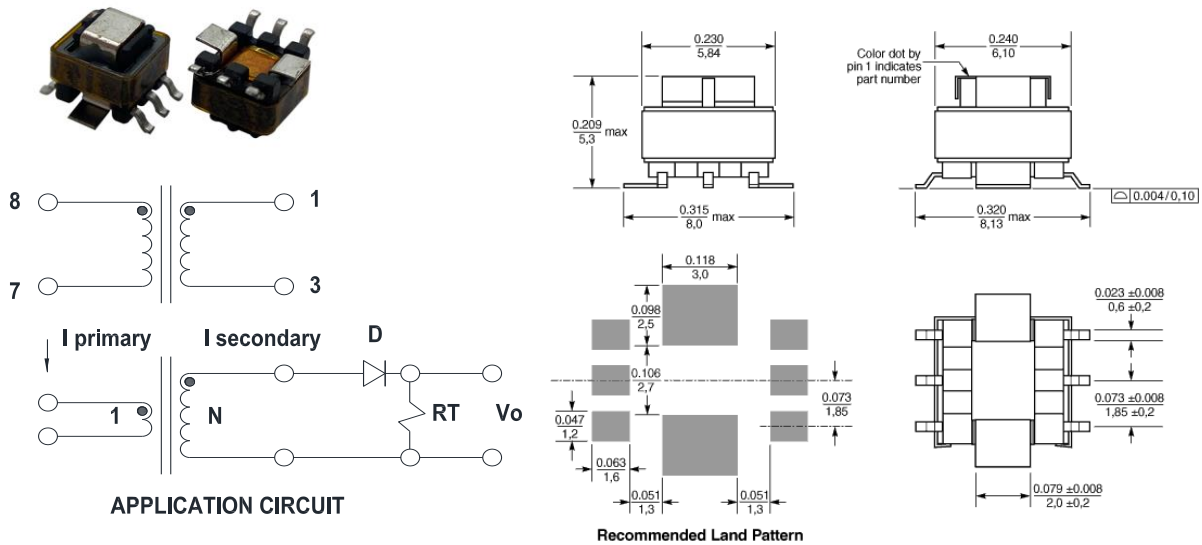 8
1
7
3
I primary
I secondary
D
1
N
RT
Vo
APPLICATION CIRCUIT
0.230
5,84
0.209
5,3
max
0.315
8,0
max
Color dot by
pin 1 indicates
part number
0.240
6,10
0.004/0,10
0.320
8,13
max
0.118
3,0
0.098
2,5
0.106
2,7
0.047
1,2
0.063
1,6
0.051
1,3
0.051
1,3
0.073
1,85
Recommended Land Pattern
0.023 ±0.008
0,6 ±0,2
0.073 ±0.008
1,85 ±0,2
0.079 ±0.008
2,0 ±0,2